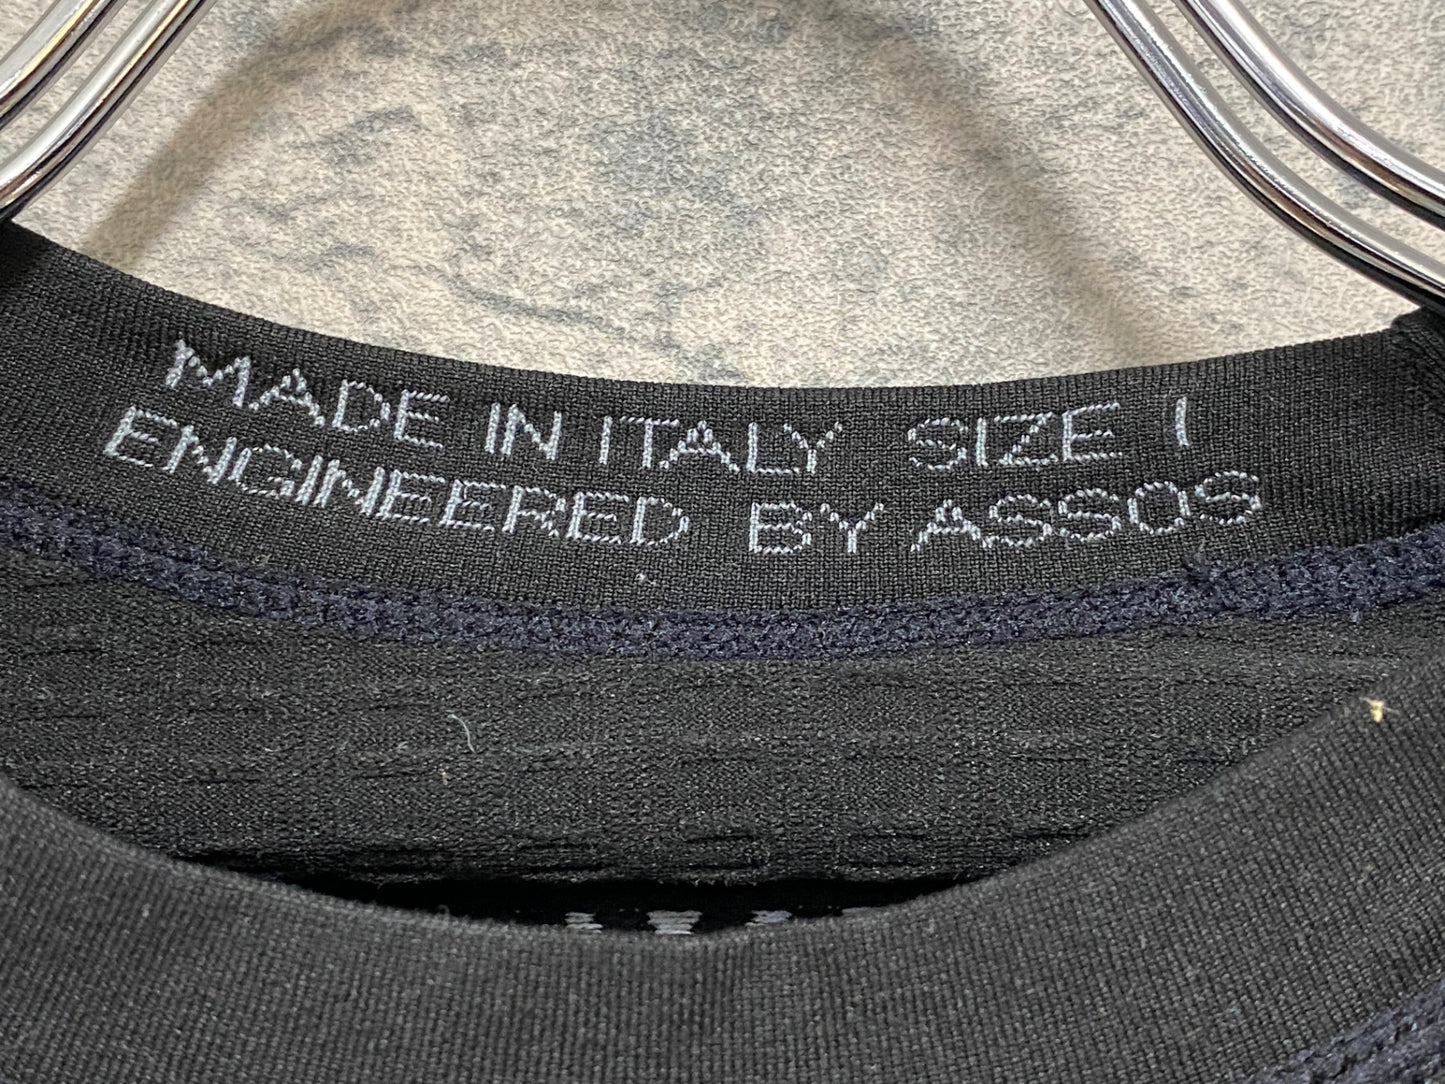 MADE IN ITALY SIZE I
ENGINEERED BY ASSOS